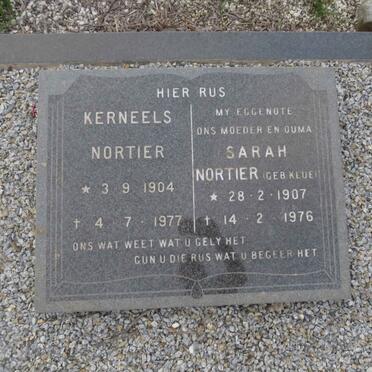 HIER RUS
KERNEELS
NORTIER
★ 3·9·1904
† 4·7·1977
MY EGGENOTE
ONS MOEDER EN OUMA
SARAH
NORTIER (GEB KLUE)
★ 28·2·1907
† 14·2·1976
ONS WAT WEET WAT U GELY HET
GUN U DIE RUS WAT U BEGEER HET